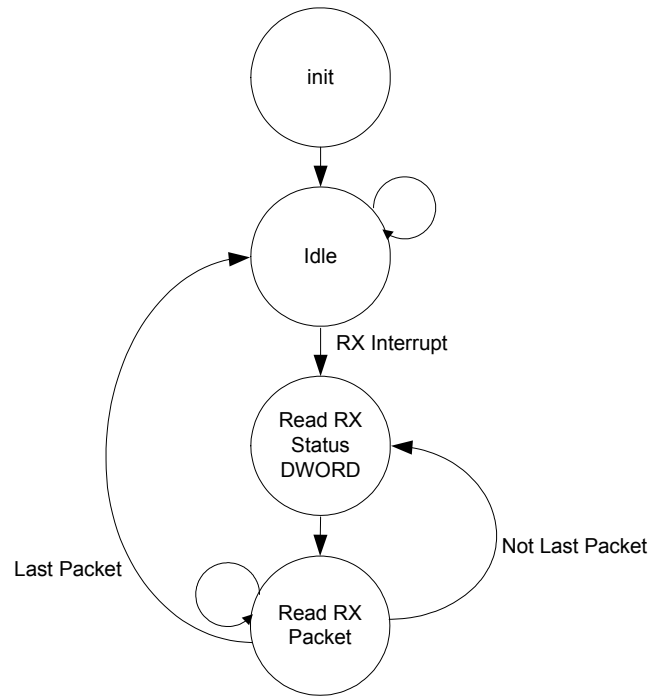 init
Idle
RX Interrupt
Read RX
Status
DWORD
Not Last Packet
Last Packet
Read RX
Packet